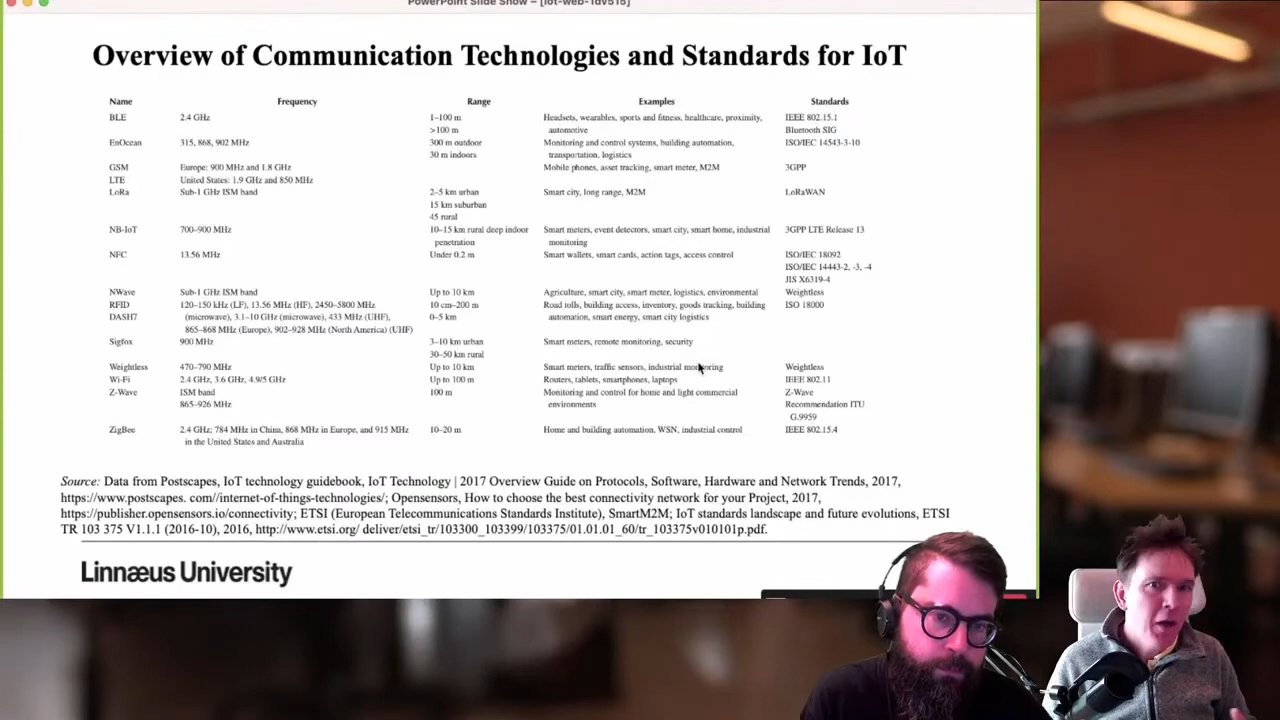 PowerPoint Slide Show – [iot-web-1dv515]
Overview of Communication Technologies and Standards for IoT
Name Frequency Range Examples Standards
BLE 2.4 GHz 1–100 m Headsets, wearables, sports and fitness, healthcare, proximity, IEEE 802.15.1
>100 m automotive Bluetooth SIG
EnOcean 315, 868, 902 MHz 300 m outdoor Monitoring and control systems, building automation, ISO/IEC 14543-3-10
30 m indoors transportation, logistics
GSM Europe: 900 MHz and 1.8 GHz Mobile phones, asset tracking, smart meter, M2M 3GPP
LTE United States: 1.9 GHz and 850 MHz
LoRa Sub-1 GHz ISM band 2–5 km urban Smart city, long range, M2M LoRaWAN
15 km suburban
45 rural
NB-IoT 700–900 MHz 10–15 km rural deep indoor Smart meters, event detectors, smart city, smart home, industrial 3GPP LTE Release 13
penetration monitoring
NFC 13.56 MHz Under 0.2 m Smart wallets, smart cards, action tags, access control ISO/IEC 18092
ISO/IEC 14443-2, -3, -4
JIS X6319-4
NWave Sub-1 GHz ISM band Up to 10 km Agriculture, smart city, smart meter, logistics, environmental Weightless
RFID 120–150 kHz (LF), 13.56 MHz (HF), 2450–5800 MHz 10 cm–200 m Road tolls, building access, inventory, goods tracking, building ISO 18000
DASH7 (microwave), 3.1–10 GHz (microwave), 433 MHz (UHF), 0–5 km automation, smart energy, smart city logistics
865–868 MHz (Europe), 902–928 MHz (North America) (UHF)
Sigfox 900 MHz 3–10 km urban Smart meters, remote monitoring, security
30–50 km rural
Weightless 470–790 MHz Up to 10 km Smart meters, traffic sensors, industrial monitoring Weightless
Wi-Fi 2.4 GHz, 3.6 GHz, 4.9/5 GHz Up to 100 m Routers, tablets, smartphones, laptops IEEE 802.11
Z-Wave ISM band 100 m Monitoring and control for home and light commercial Z-Wave
865–926 MHz environments Recommendation ITU
G.9959
ZigBee 2.4 GHz; 784 MHz in China, 868 MHz in Europe, and 915 MHz 10–20 m Home and building automation, WSN, industrial control IEEE 802.15.4
in the United States and Australia
Source: Data from Postscapes, IoT technology guidebook, IoT Technology | 2017 Overview Guide on Protocols, Software, Hardware and Network Trends, 2017,
https://www.postscapes. com//internet-of-things-technologies/; Opensensors, How to choose the best connectivity network for your Project, 2017,
https://publisher.opensensors.io/connectivity; ETSI (European Telecommunications Standards Institute), SmartM2M; IoT standards landscape and future evolutions, ETSI
TR 103 375 V1.1.1 (2016-10), 2016, http://www.etsi.org/ deliver/etsi_tr/103300_103399/103375/01.01.01_60/tr_103375v010101p.pdf.
Linnæus University